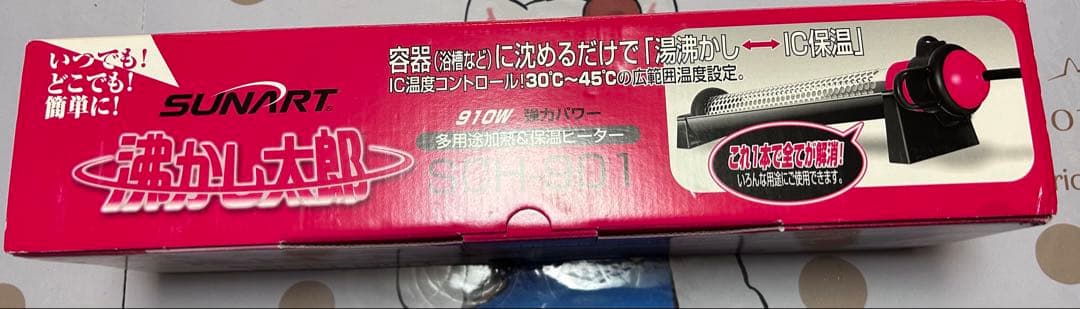 いつでも!
どこでも!
簡単に!
SUNART
沸かし太郎
容器(浴槽など)に沈めるだけで「湯沸かし↔IC保温」
IC温度コントロール!30℃~45℃の広範囲温度設定。
910W 強力パワー
多用途加熱&保温ヒーター
SCH-901
これ1本で全てが解消!
いろんな用途にご使用できます。